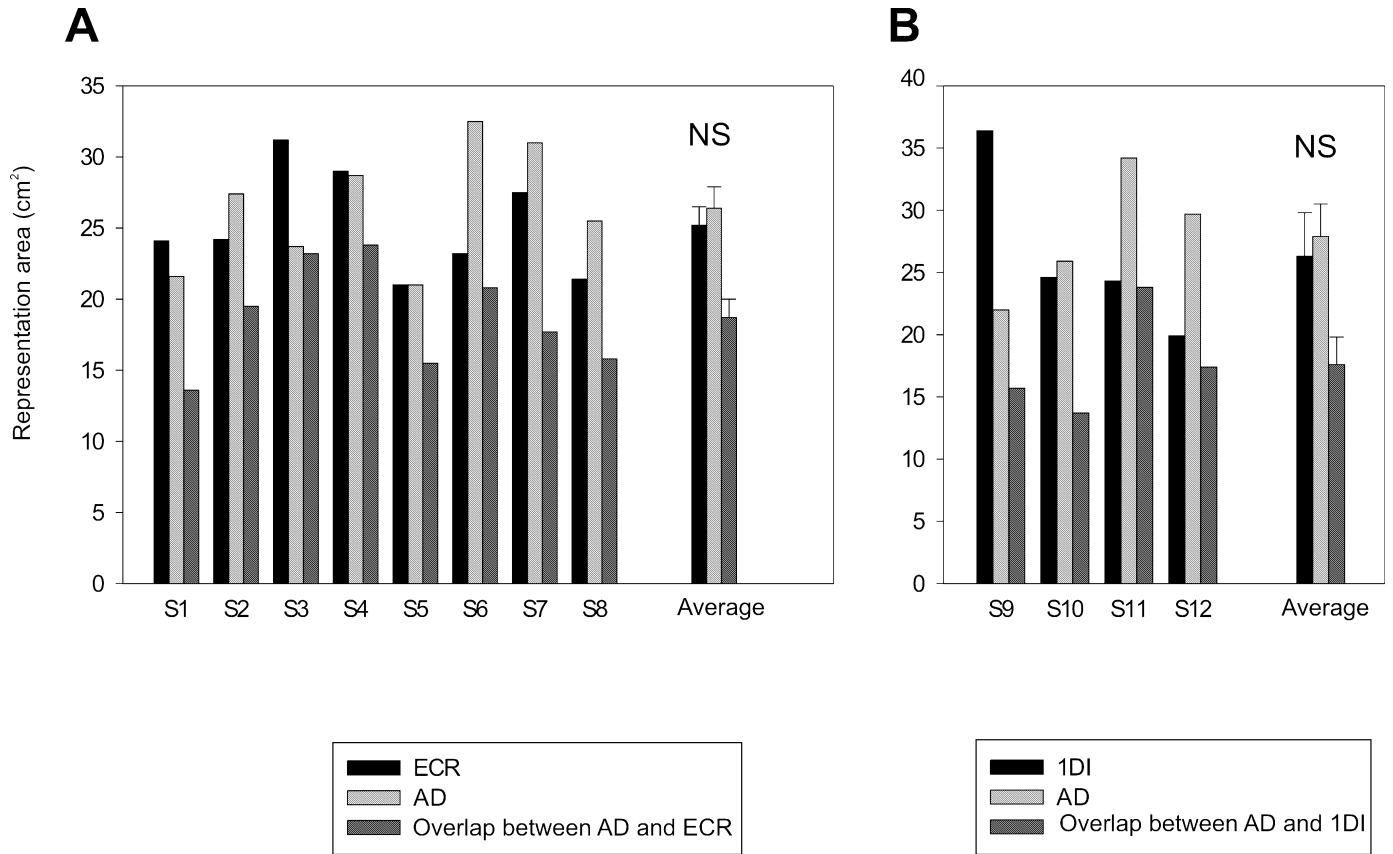 A
Representation area (cm²)
35
30
25
20
15
10
5
0
NS
S1 S2 S3 S4 S5 S6 S7 S8 Average
ECR
AD
Overlap between AD and ECR
B
40
35
30
25
20
15
10
5
0
NS
S9 S10 S11 S12 Average
1DI
AD
Overlap between AD and 1DI